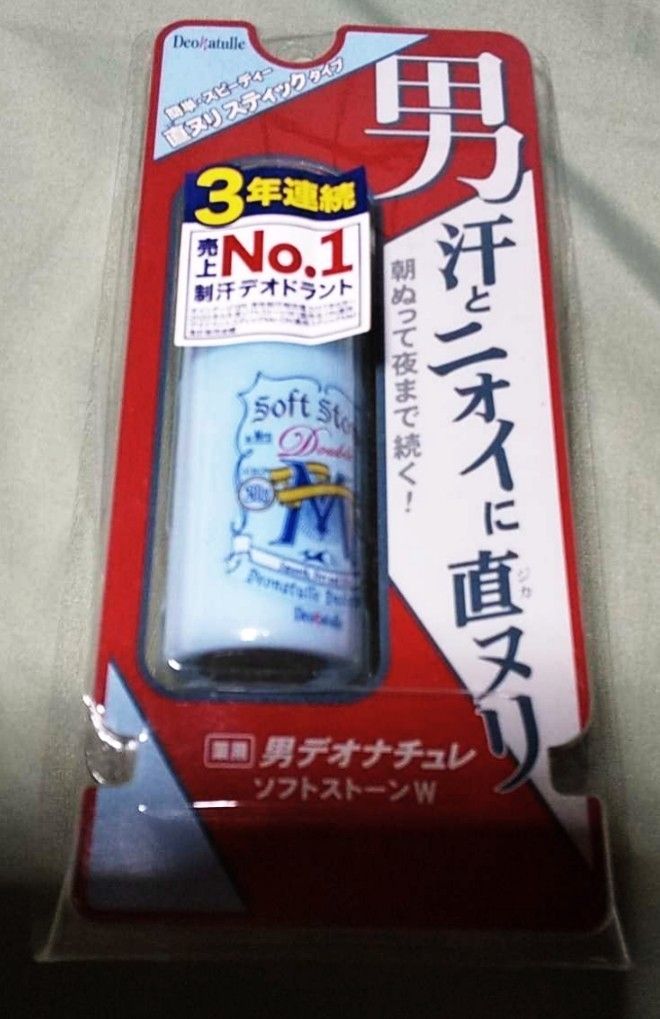 Deonatulle
簡単・スピーディー
直ヌリ スティックタイプ
男
汗とニオイに直ヌリ
ジカ
朝ぬって夜まで続く!
3年連続
売上No.1
制汗デオドラント
Soft Sto
Double
M
Deonatulle
薬用 男デオナチュレ
ソフトストーンW